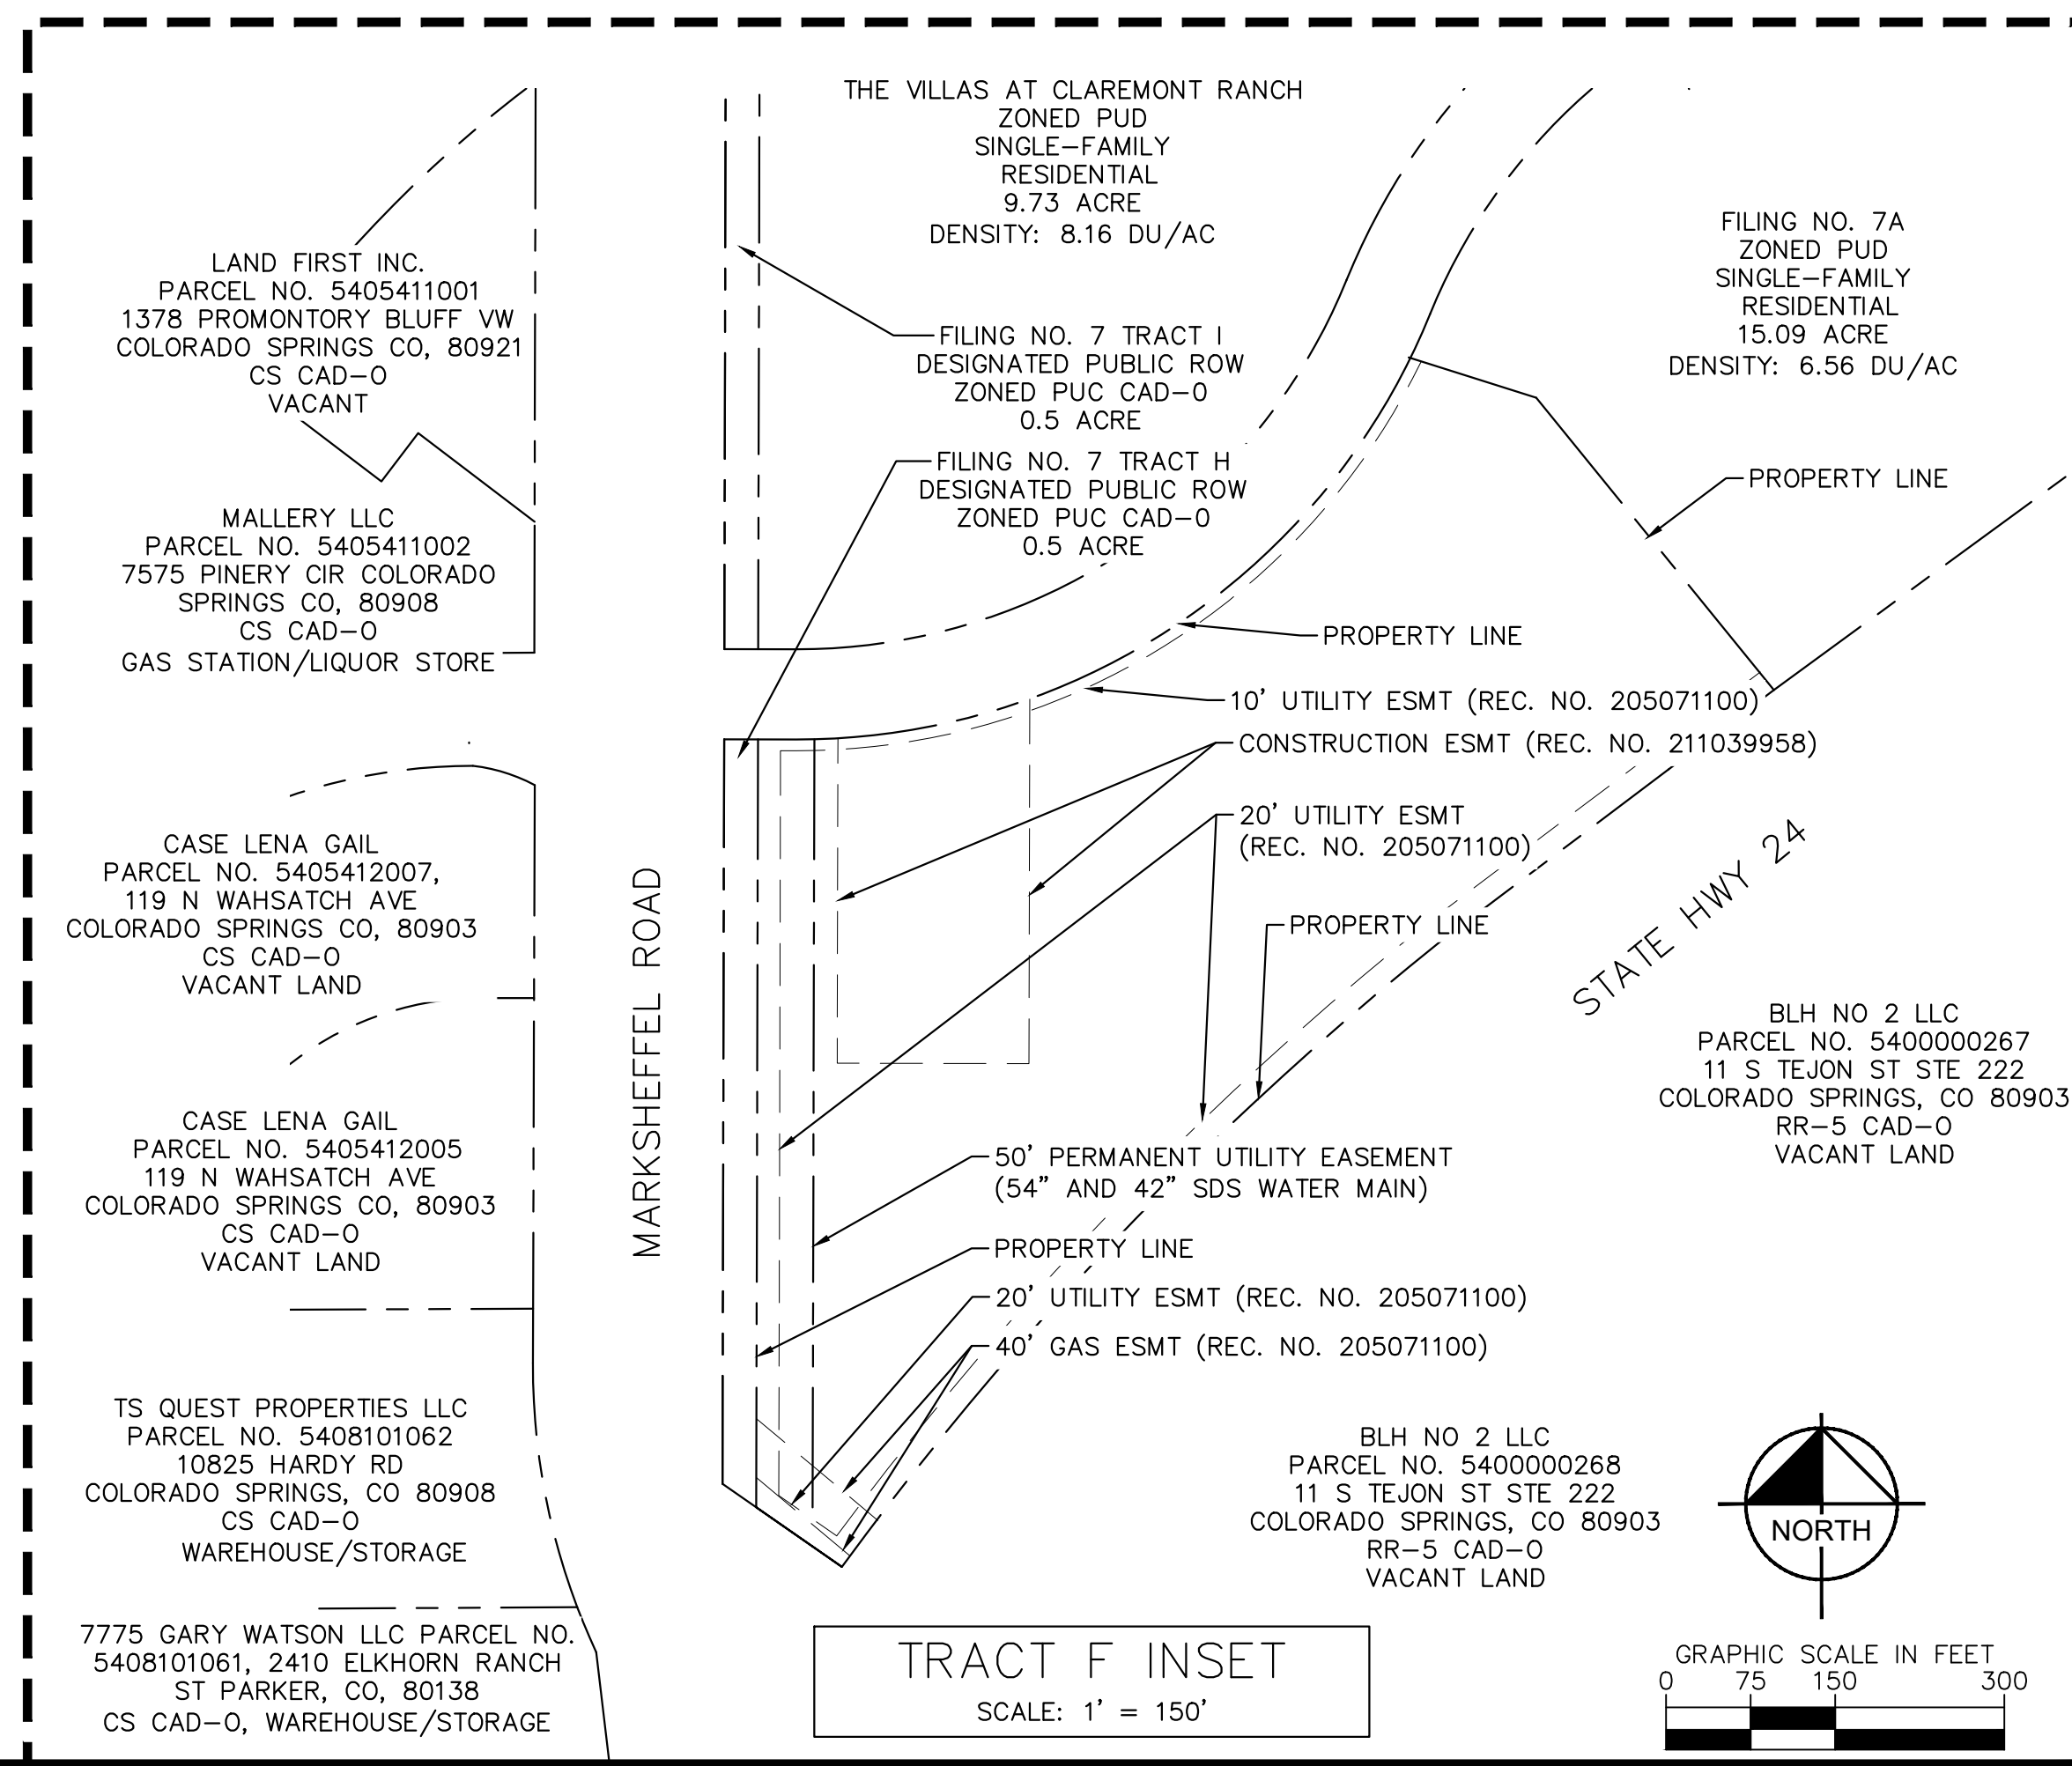 THE VILLAS AT CLAREMONT RANCH
ZONED PUD
SINGLE-FAMILY
RESIDENTIAL
9.73 ACRE
DENSITY: 8.16 DU/AC
FILING NO. 7A
ZONED PUD
SINGLE-FAMILY
RESIDENTIAL
15.09 ACRE
DENSITY: 6.56 DU/AC
LAND FIRST INC.
PARCEL NO. 5405411001
1378 PROMONTORY BLUFF VW
COLORADO SPRINGS CO, 80921
CS CAD-O
VACANT
FILING NO. 7 TRACT I
DESIGNATED PUBLIC ROW
ZONED PUC CAD-0
0.5 ACRE
FILING NO. 7 TRACT H
DESIGNATED PUBLIC ROW
ZONED PUC CAD-0
0.5 ACRE
PROPERTY LINE
MALLERY LLC
PARCEL NO. 5405411002
7575 PINERY CIR COLORADO
SPRINGS CO, 80908
CS CAD-O
GAS STATION/LIQUOR STORE
PROPERTY LINE
10' UTILITY ESMT (REC. NO. 205071100)
CONSTRUCTION ESMT (REC. NO. 211039958)
20' UTILITY ESMT
(REC. NO. 205071100)
PROPERTY LINE
STATE HWY 24
MARKSHEFFEL ROAD
CASE LENA GAIL
PARCEL NO. 5405412007,
119 N WAHSATCH AVE
COLORADO SPRINGS CO, 80903
CS CAD-O
VACANT LAND
BLH NO 2 LLC
PARCEL NO. 5400000267
11 S TEJON ST STE 222
COLORADO SPRINGS, CO 80903
RR-5 CAD-O
VACANT LAND
CASE LENA GAIL
PARCEL NO. 5405412005
119 N WAHSATCH AVE
COLORADO SPRINGS CO, 80903
CS CAD-O
VACANT LAND
50' PERMANENT UTILITY EASEMENT
(54" AND 42" SDS WATER MAIN)
PROPERTY LINE
20' UTILITY ESMT (REC. NO. 205071100)
40' GAS ESMT (REC. NO. 205071100)
TS QUEST PROPERTIES LLC
PARCEL NO. 5408101062
10825 HARDY RD
COLORADO SPRINGS, CO 80908
CS CAD-O
WAREHOUSE/STORAGE
BLH NO 2 LLC
PARCEL NO. 5400000268
11 S TEJON ST STE 222
COLORADO SPRINGS, CO 80903
RR-5 CAD-O
VACANT LAND
NORTH
7775 GARY WATSON LLC PARCEL NO.
5408101061, 2410 ELKHORN RANCH
ST PARKER, CO, 80138
CS CAD-O, WAREHOUSE/STORAGE
TRACT F INSET
SCALE: 1' = 150'
GRAPHIC SCALE IN FEET
0 75 150 300